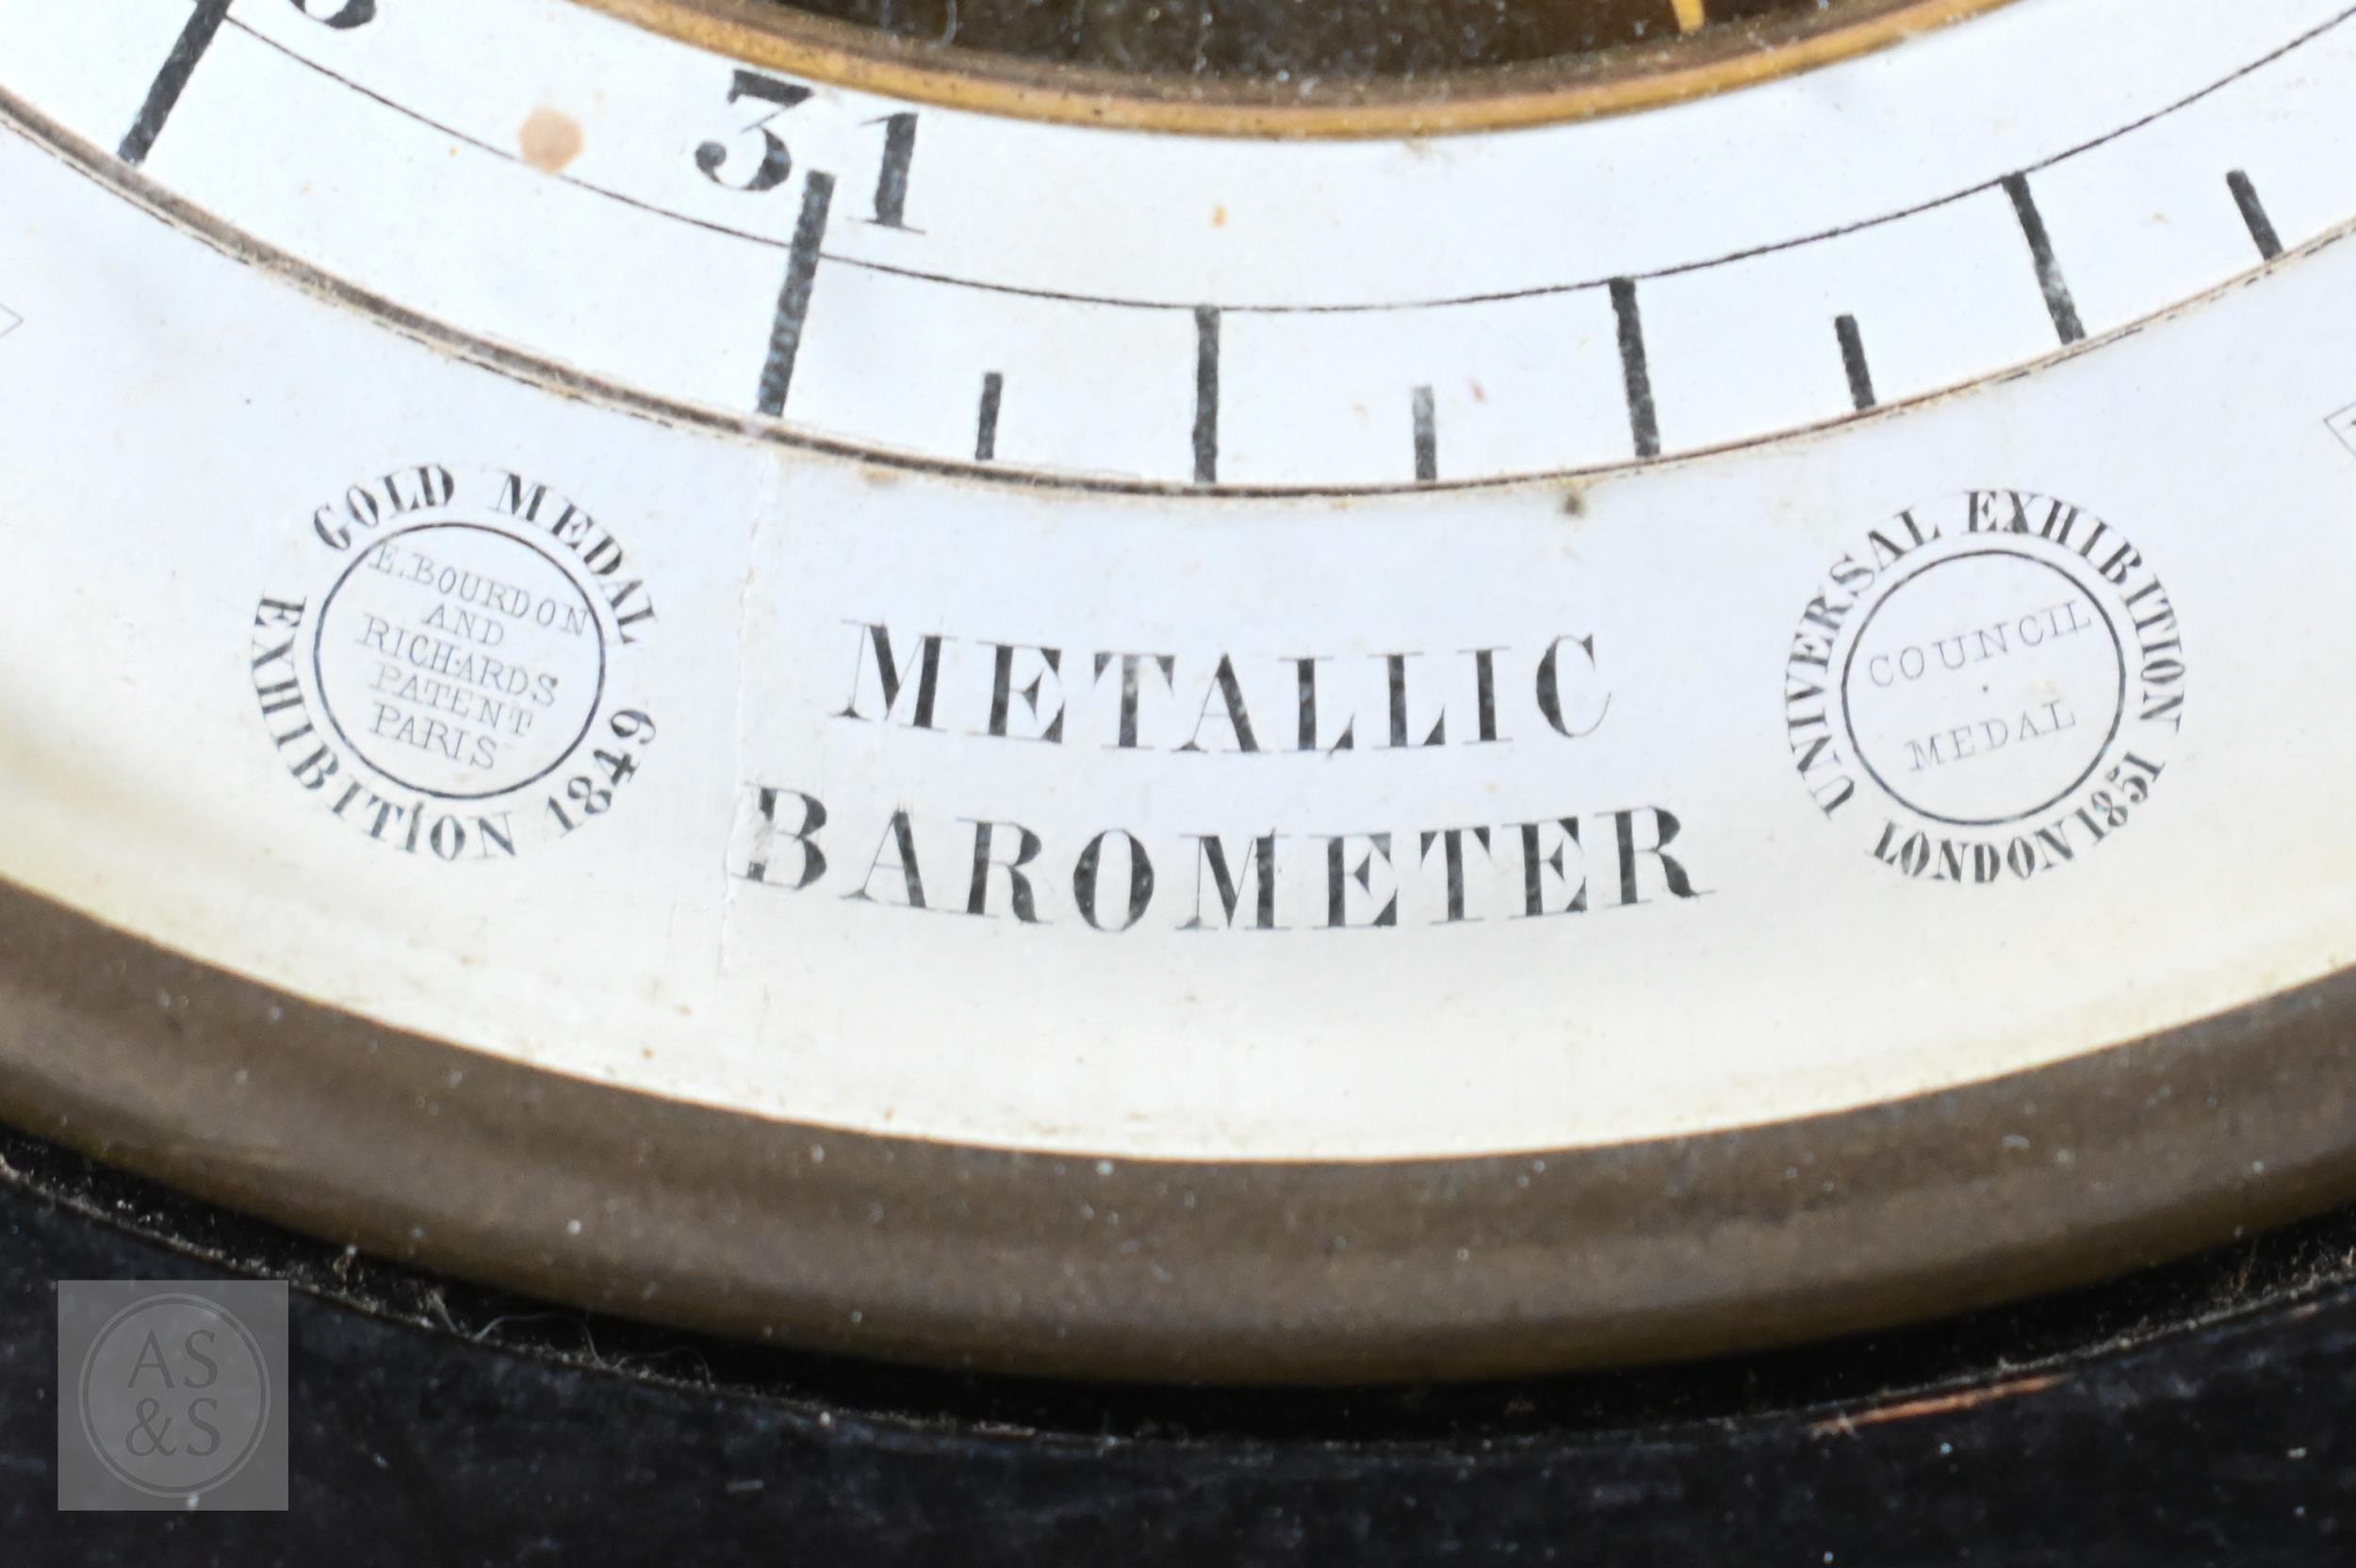 31
GOLD MEDAL
EXHIBITION 1849
E. BOURDON
AND
RICHARDS
PATENT
PARIS
METALLIC
BAROMETER
UNIVERSAL EXHIBITION
LONDON 1851
COUNCIL
MEDAL
AS
&S